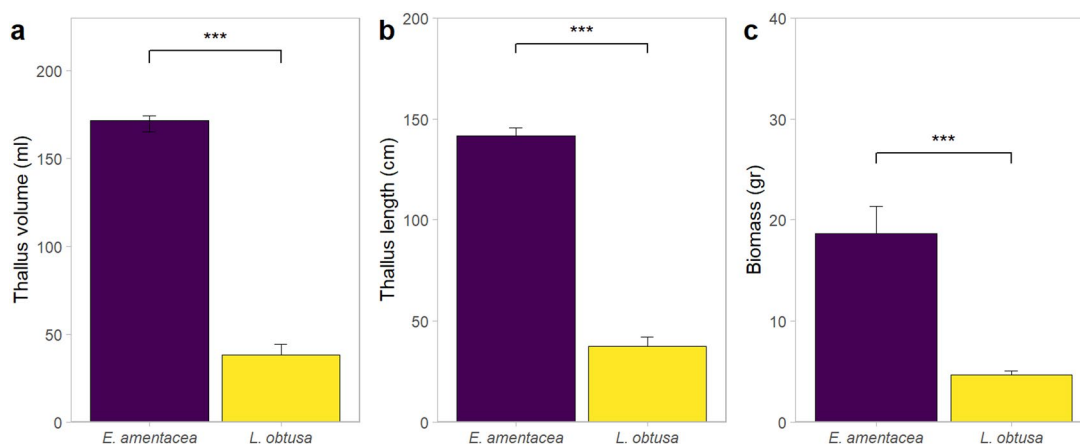 a
***
Thallus volume (ml)
200
150
100
50
0
E. amentacea L. obtusa
b
***
Thallus length (cm)
200
150
100
50
0
E. amentacea L. obtusa
c
***
Biomass (gr)
40
30
20
10
0
E. amentacea L. obtusa